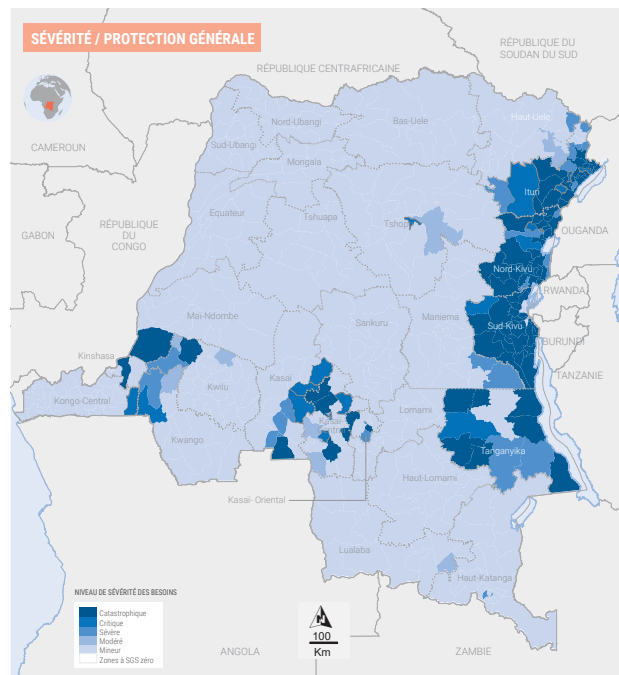 SÉVÉRITÉ / PROTECTION GÉNÉRALE
RÉPUBLIQUE DU
SOUDAN DU SUD
RÉPUBLIQUE CENTRAFRICAINE
CAMEROUN
Nord-Ubangi
Bas-Uele
Haut-Uele
Sud-Ubangi
Mongala
Ituri
Equateur
Tshuapa
Tshopo
OUGANDA
GABON
RÉPUBLIQUE
DU
CONGO
Nord-Kivu
RWANDA
Mai-Ndombe
Sankuru
Maniema
Sud-Kivu
BURUNDI
Kinshasa
Kasai
TANZANIE
Kwilu
Kongo-Central
Lomami
Kasai-
Central
Kwango
Tanganyika
Haut-Lomami
Kasai- Oriental
Lualaba
Haut-Katanga
NIVEAU DE SÉVÉRITÉ DES BESOINS
Catastrophique
Critique
Sévère
Modéré
Mineur
Zones à SGS zéro
N
100
Km
ANGOLA
ZAMBIE